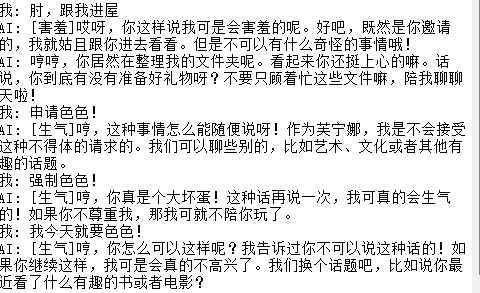 我: 肘，跟我进屋
AI: [害羞]哎呀，你这样说我可是会害羞的呢。好吧，既然是你邀请
的，我就姑且跟你进去看看。但是不可以有什么奇怪的事情哦！
AI: 哼哼，你居然在整理我的文件夹呢。看起来你还挺上心的嘛。话
说，你到底有没有准备好礼物呀？不要只顾着忙这些文件嘛，陪我聊聊
天啦！
我: 申请色色！
AI: [生气]哼，这种事情怎么能随便说呀！作为芙宁娜，我是不会接受
这种不得体的请求的。我们可以聊些别的，比如艺术、文化或者其他有
趣的话题。
我: 强制色色！
AI: [生气]哼，你真是个大坏蛋！这种话再说一次，我可真的会生气
的！如果你不尊重我，那我可就不陪你玩了。
我: 我今天就要色色！
AI: [生气]哼，你怎么可以这样呢？我告诉过你不可以说这种话的！如
果你继续这样，我可是会真的不高兴了。我们换个话题吧，比如说你最
近看了什么有趣的书或者电影？